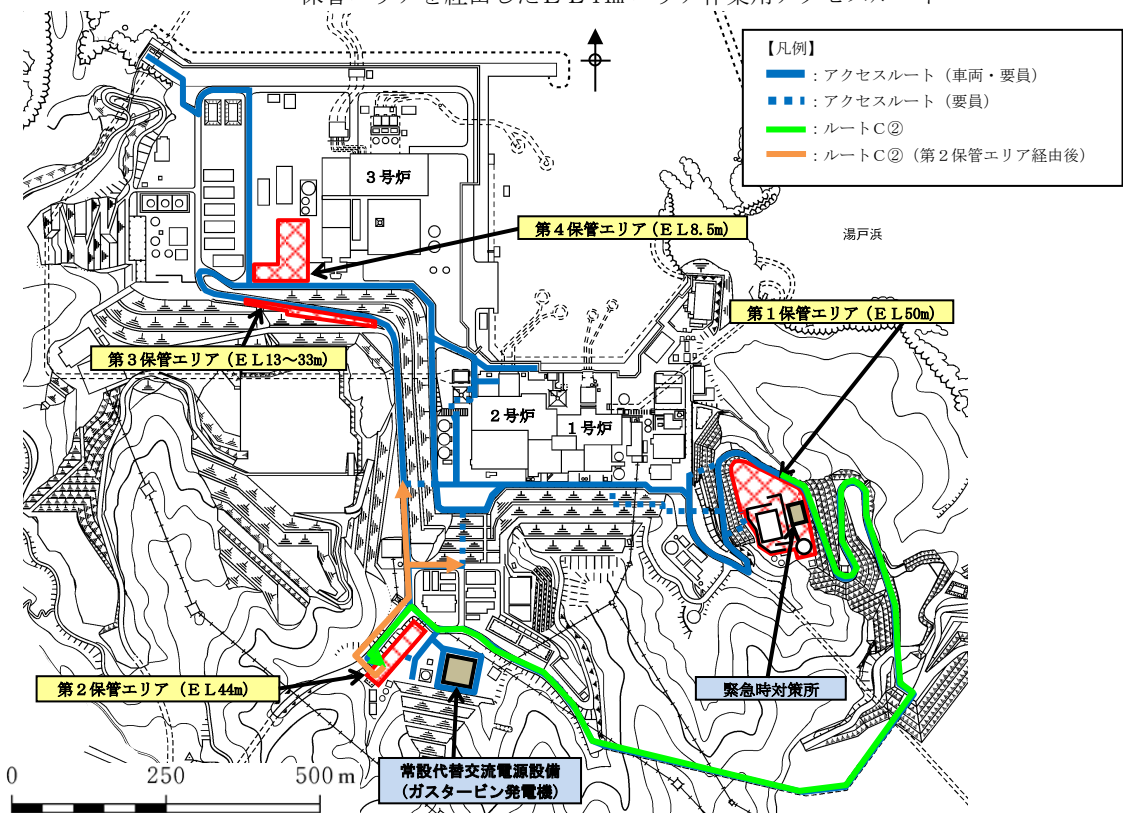 【凡例】
：アクセスルート（車両・要員）
：アクセスルート（要員）
：ルートＣ②
：ルートＣ②（第２保管エリア経由後）
３号炉
第４保管エリア（ＥＬ8.5m）
湯戸浜
第１保管エリア（ＥＬ50m）
第３保管エリア（ＥＬ13～33m）
２号炉
１号炉
第２保管エリア（ＥＬ44m）
緊急時対策所
常設代替交流電源設備
（ガスタービン発電機）
0 250 500 m